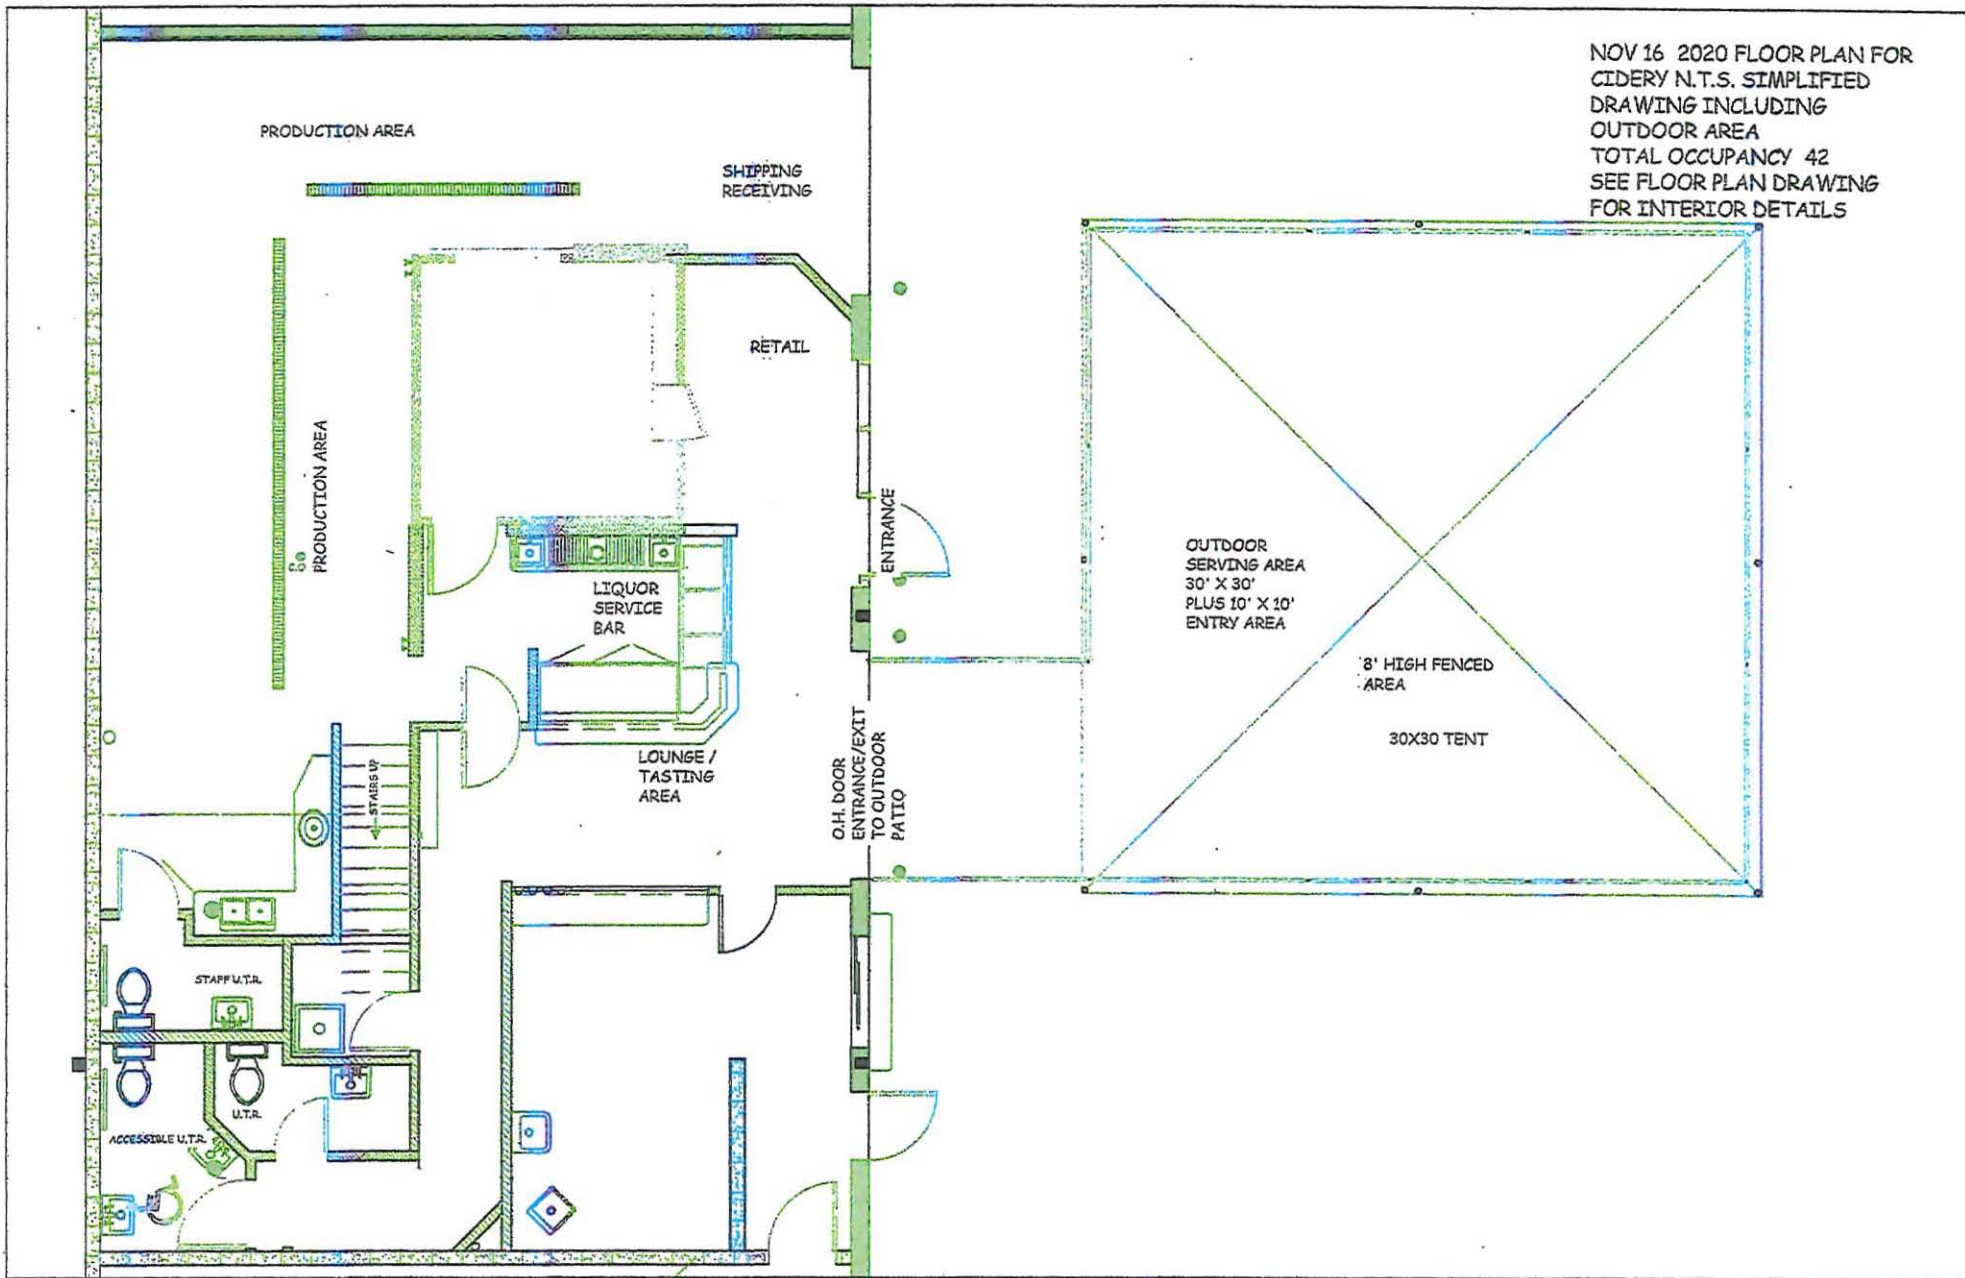 NOV 16 2020 FLOOR PLAN FOR
CIDERY N.T.S. SIMPLIFIED
DRAWING INCLUDING
OUTDOOR AREA
TOTAL OCCUPANCY 42
SEE FLOOR PLAN DRAWING
FOR INTERIOR DETAILS
PRODUCTION AREA
SHIPPING
RECEIVING
RETAIL
PRODUCTION AREA
ENTRANCE
LIQUOR
SERVICE
BAR
OUTDOOR
SERVING AREA
30' X 30'
PLUS 10' X 10'
ENTRY AREA
8' HIGH FENCED
AREA
30X30 TENT
LOUNGE /
TASTING
AREA
O.H. DOOR
ENTRANCE/EXIT
TO OUTDOOR
PATIO
STAIRS UP
STAFF U.T.R.
U.T.R.
ACCESSIBLE U.T.R.